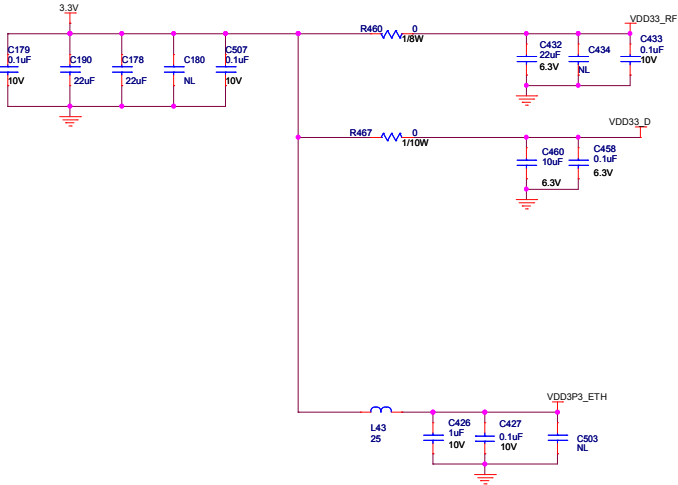 3.3V
VDD33_RF
C179
0.1uF
10V
C190
22uF
C178
22uF
C180
NL
C507
0.1uF
10V
R460
0
1/8W
C432
22uF
6.3V
C434
NL
C433
0.1uF
10V
R467
0
1/10W
VDD33_D
C460
10uF
6.3V
C458
0.1uF
6.3V
VDD3P3_ETH
L43
25
C426
1uF
10V
C427
0.1uF
10V
C503
NL